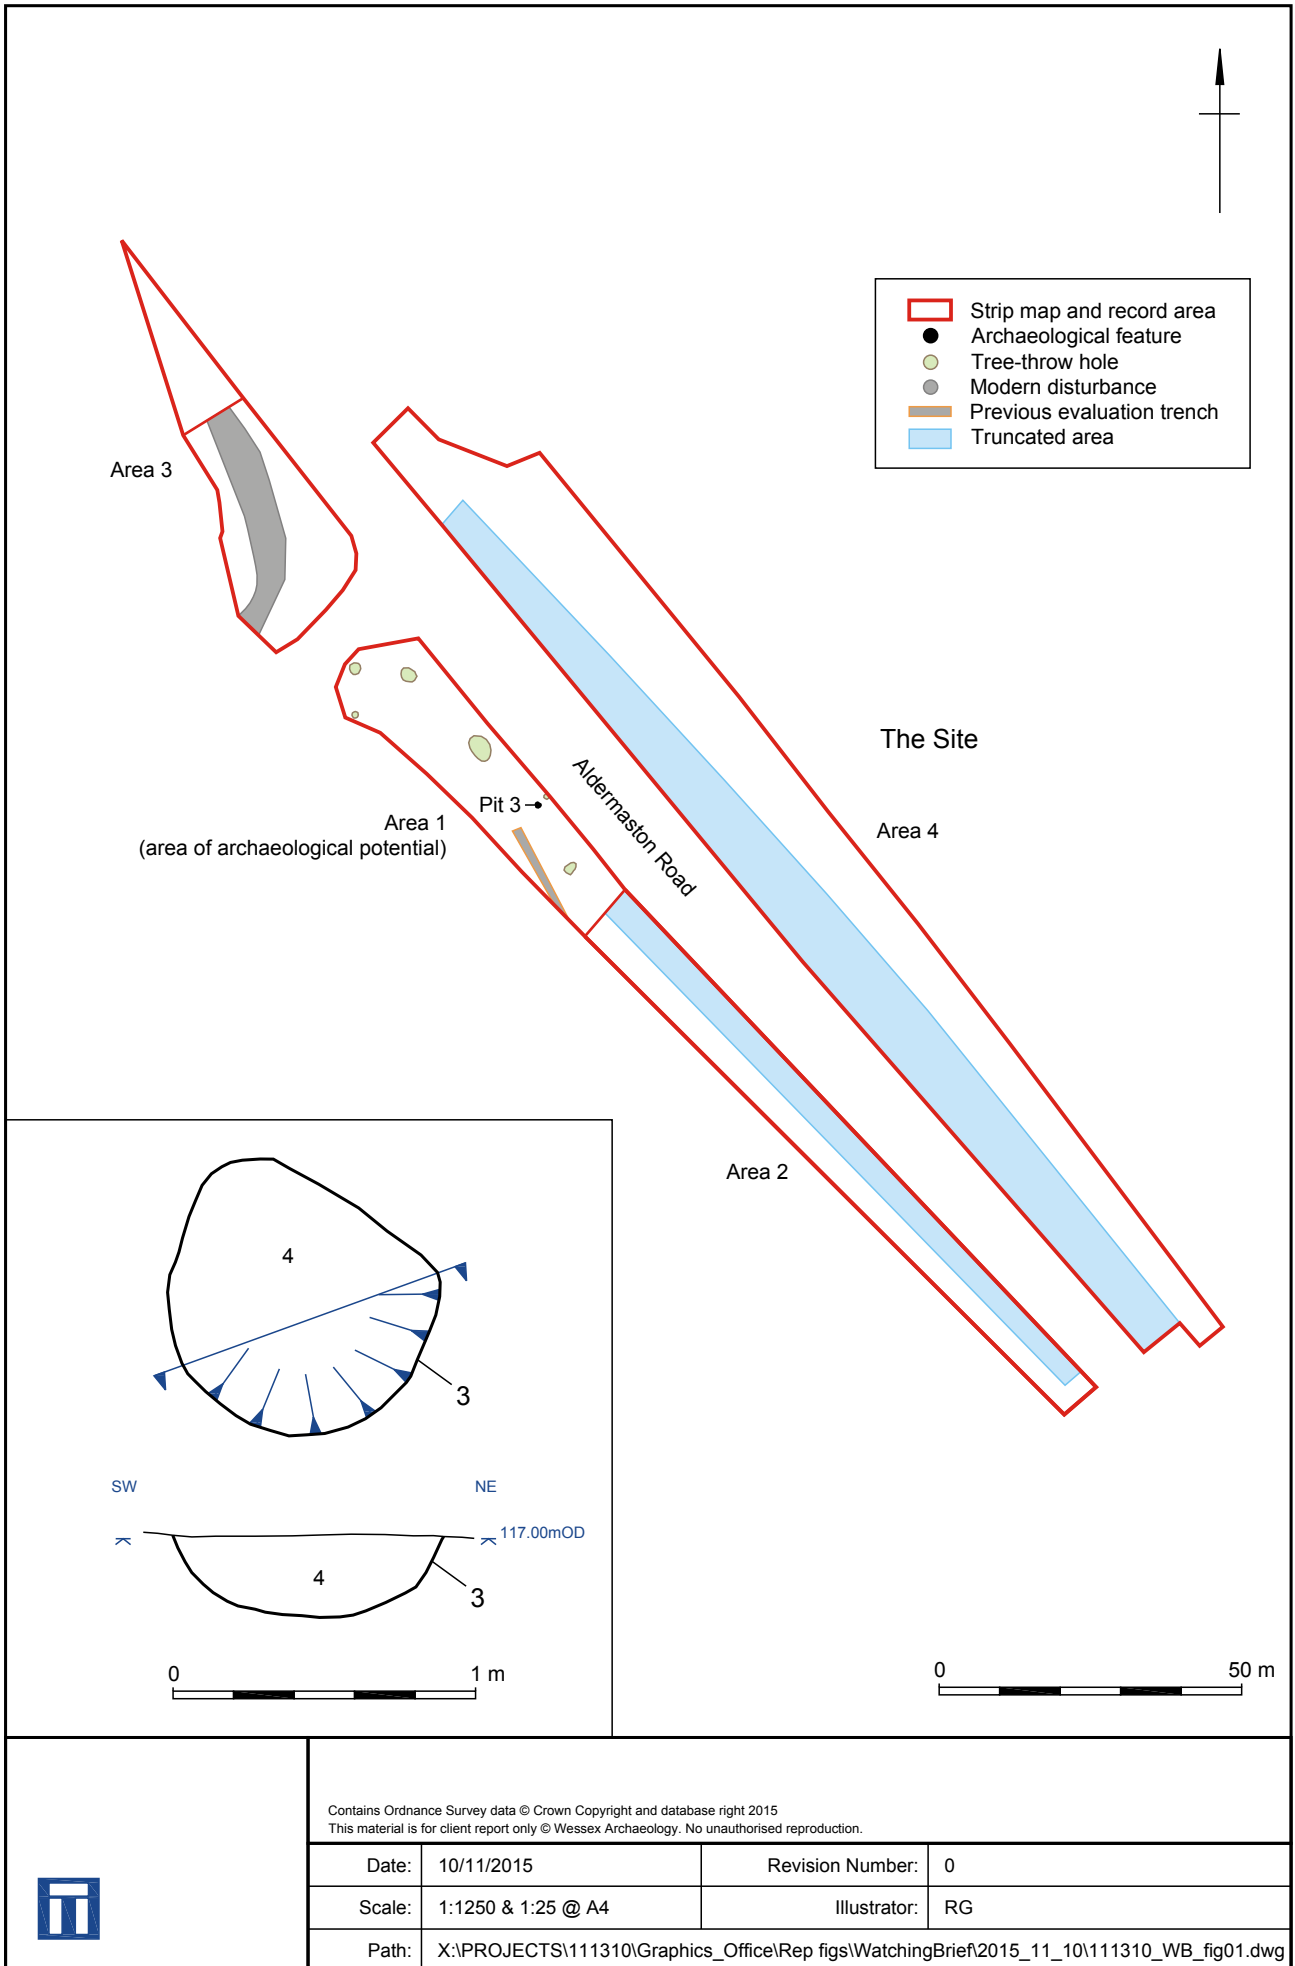 Strip map and record area
Archaeological feature
Tree-throw hole
Modern disturbance
Previous evaluation trench
Truncated area
Area 3
The Site
Aldermaston Road
Pit 3
Area 1
(area of archaeological potential)
Area 4
Area 2
4
3
SW
NE
117.00mOD
4
3
0
1 m
0
50 m
Contains Ordnance Survey data © Crown Copyright and database right 2015
This material is for client report only © Wessex Archaeology. No unauthorised reproduction.
Date:
10/11/2015
Revision Number:
0
Scale:
1:1250 & 1:25 @ A4
Illustrator:
RG
Path:
X:\PROJECTS\111310\Graphics_Office\Rep figs\WatchingBrief\2015_11_10\111310_WB_fig01.dwg